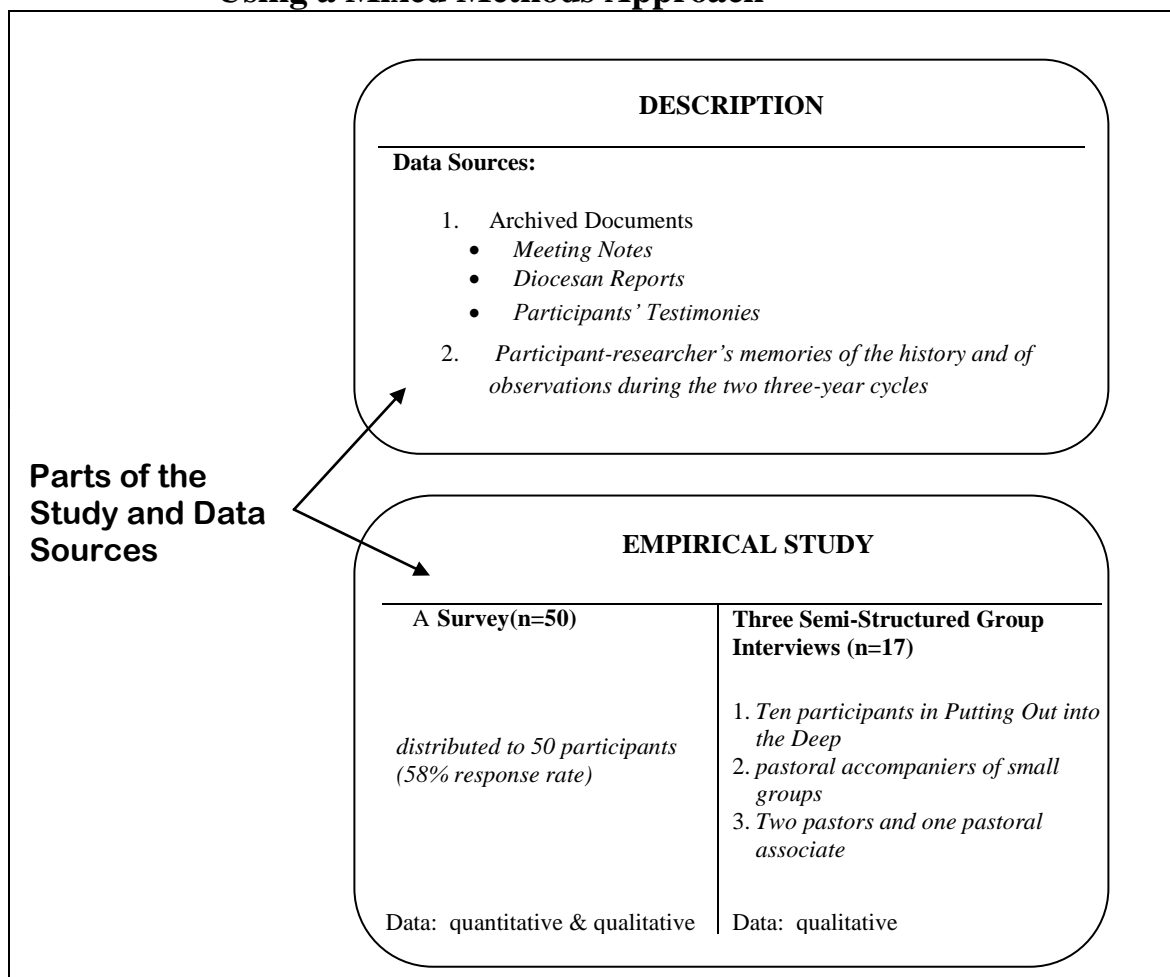 Using a Mixed Methods Approach
DESCRIPTION
Data Sources:
1. Archived Documents
• Meeting Notes
• Diocesan Reports
• Participants’ Testimonies
2. Participant-researcher’s memories of the history and of
observations during the two three-year cycles
Parts of the
Study and Data
Sources
EMPIRICAL STUDY
A Survey(n=50)
distributed to 50 participants
(58% response rate)
Data: quantitative & qualitative
Three Semi-Structured Group
Interviews (n=17)
1. Ten participants in Putting Out into
the Deep
2. pastoral accompaniers of small
groups
3. Two pastors and one pastoral
associate
Data: qualitative